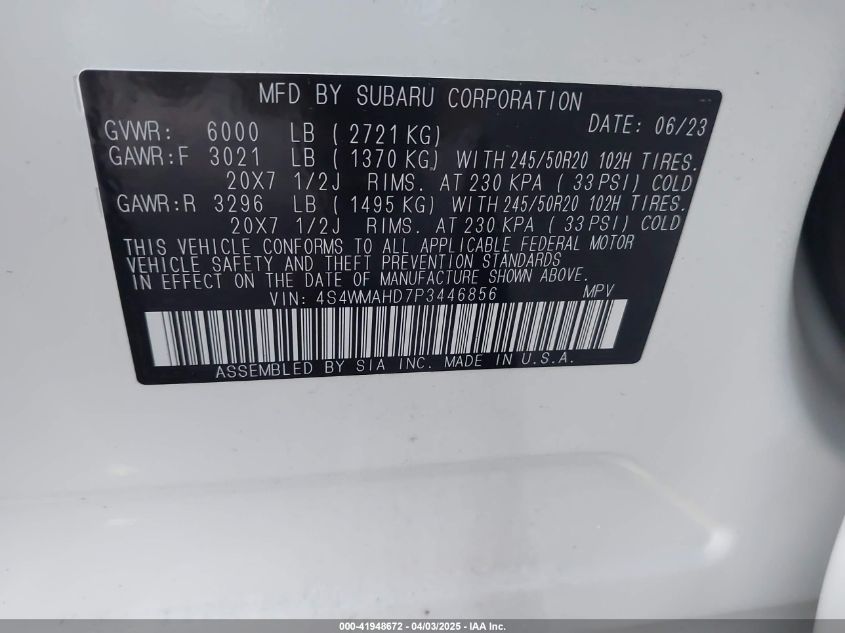 MFD BY SUBARU CORPORATION
GVWR: 6000 LB (2721 KG) DATE: 06/23
GAWR:F 3021 LB (1370 KG) WITH 245/50R20 102H TIRES.
20X7 1/2J RIMS. AT 230 KPA (33 PSI) COLD
GAWR:R 3296 LB (1495 KG) WITH 245/50R20 102H TIRES.
20X7 1/2J RIMS. AT 230 KPA (33 PSI) COLD
THIS VEHICLE CONFORMS TO ALL APPLICABLE FEDERAL MOTOR
VEHICLE SAFETY AND THEFT PREVENTION STANDARDS
IN EFFECT ON THE DATE OF MANUFACTURE SHOWN ABOVE.
VIN: 4S4WMAHD7P3446856 MPV
ASSEMBLED BY SIA INC. MADE IN U.S.A.
000-41948672 - 04/03/2025 - IAA Inc.